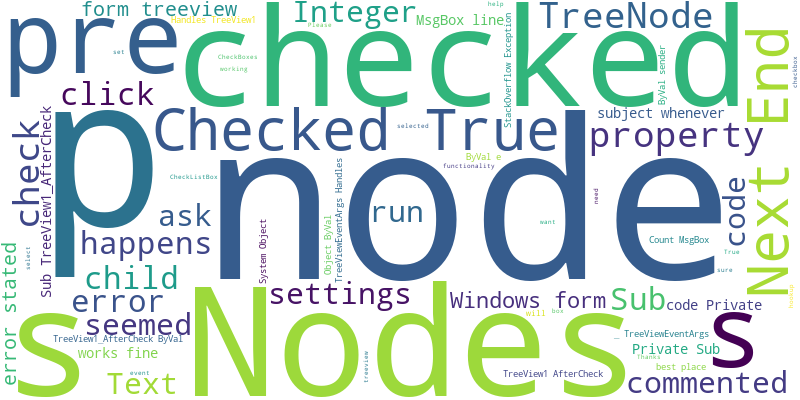 form treeview
Handles TreeView1
Integer
MsgBox line
help
TreeNode
Please
pre
checked
set
CheckBoxes
working
StackOverflow Exception
ByVal sender
checkbox
End
click
Checked True
selected
subject whenever
property
check
Sub TreeView1_AfterCheck
p
node
ByVal e
functionality
CheckListBox
TreeViewEventArgs Handles
need
code
Next
ask
run
happens
System Object
Object ByVal
want
Count MsgBox
True
sure
select
error stated
child
error
settings
Windows form
Sub
code Private
TreeView
s
Nodes
s
s
seemed
TreeView1_AfterCheck ByVal
works fine
event
Text
treeview
will
box
_ TreeViewEventArgs
Private Sub
Thanks
best place
TreeView1 AfterCheck
commented